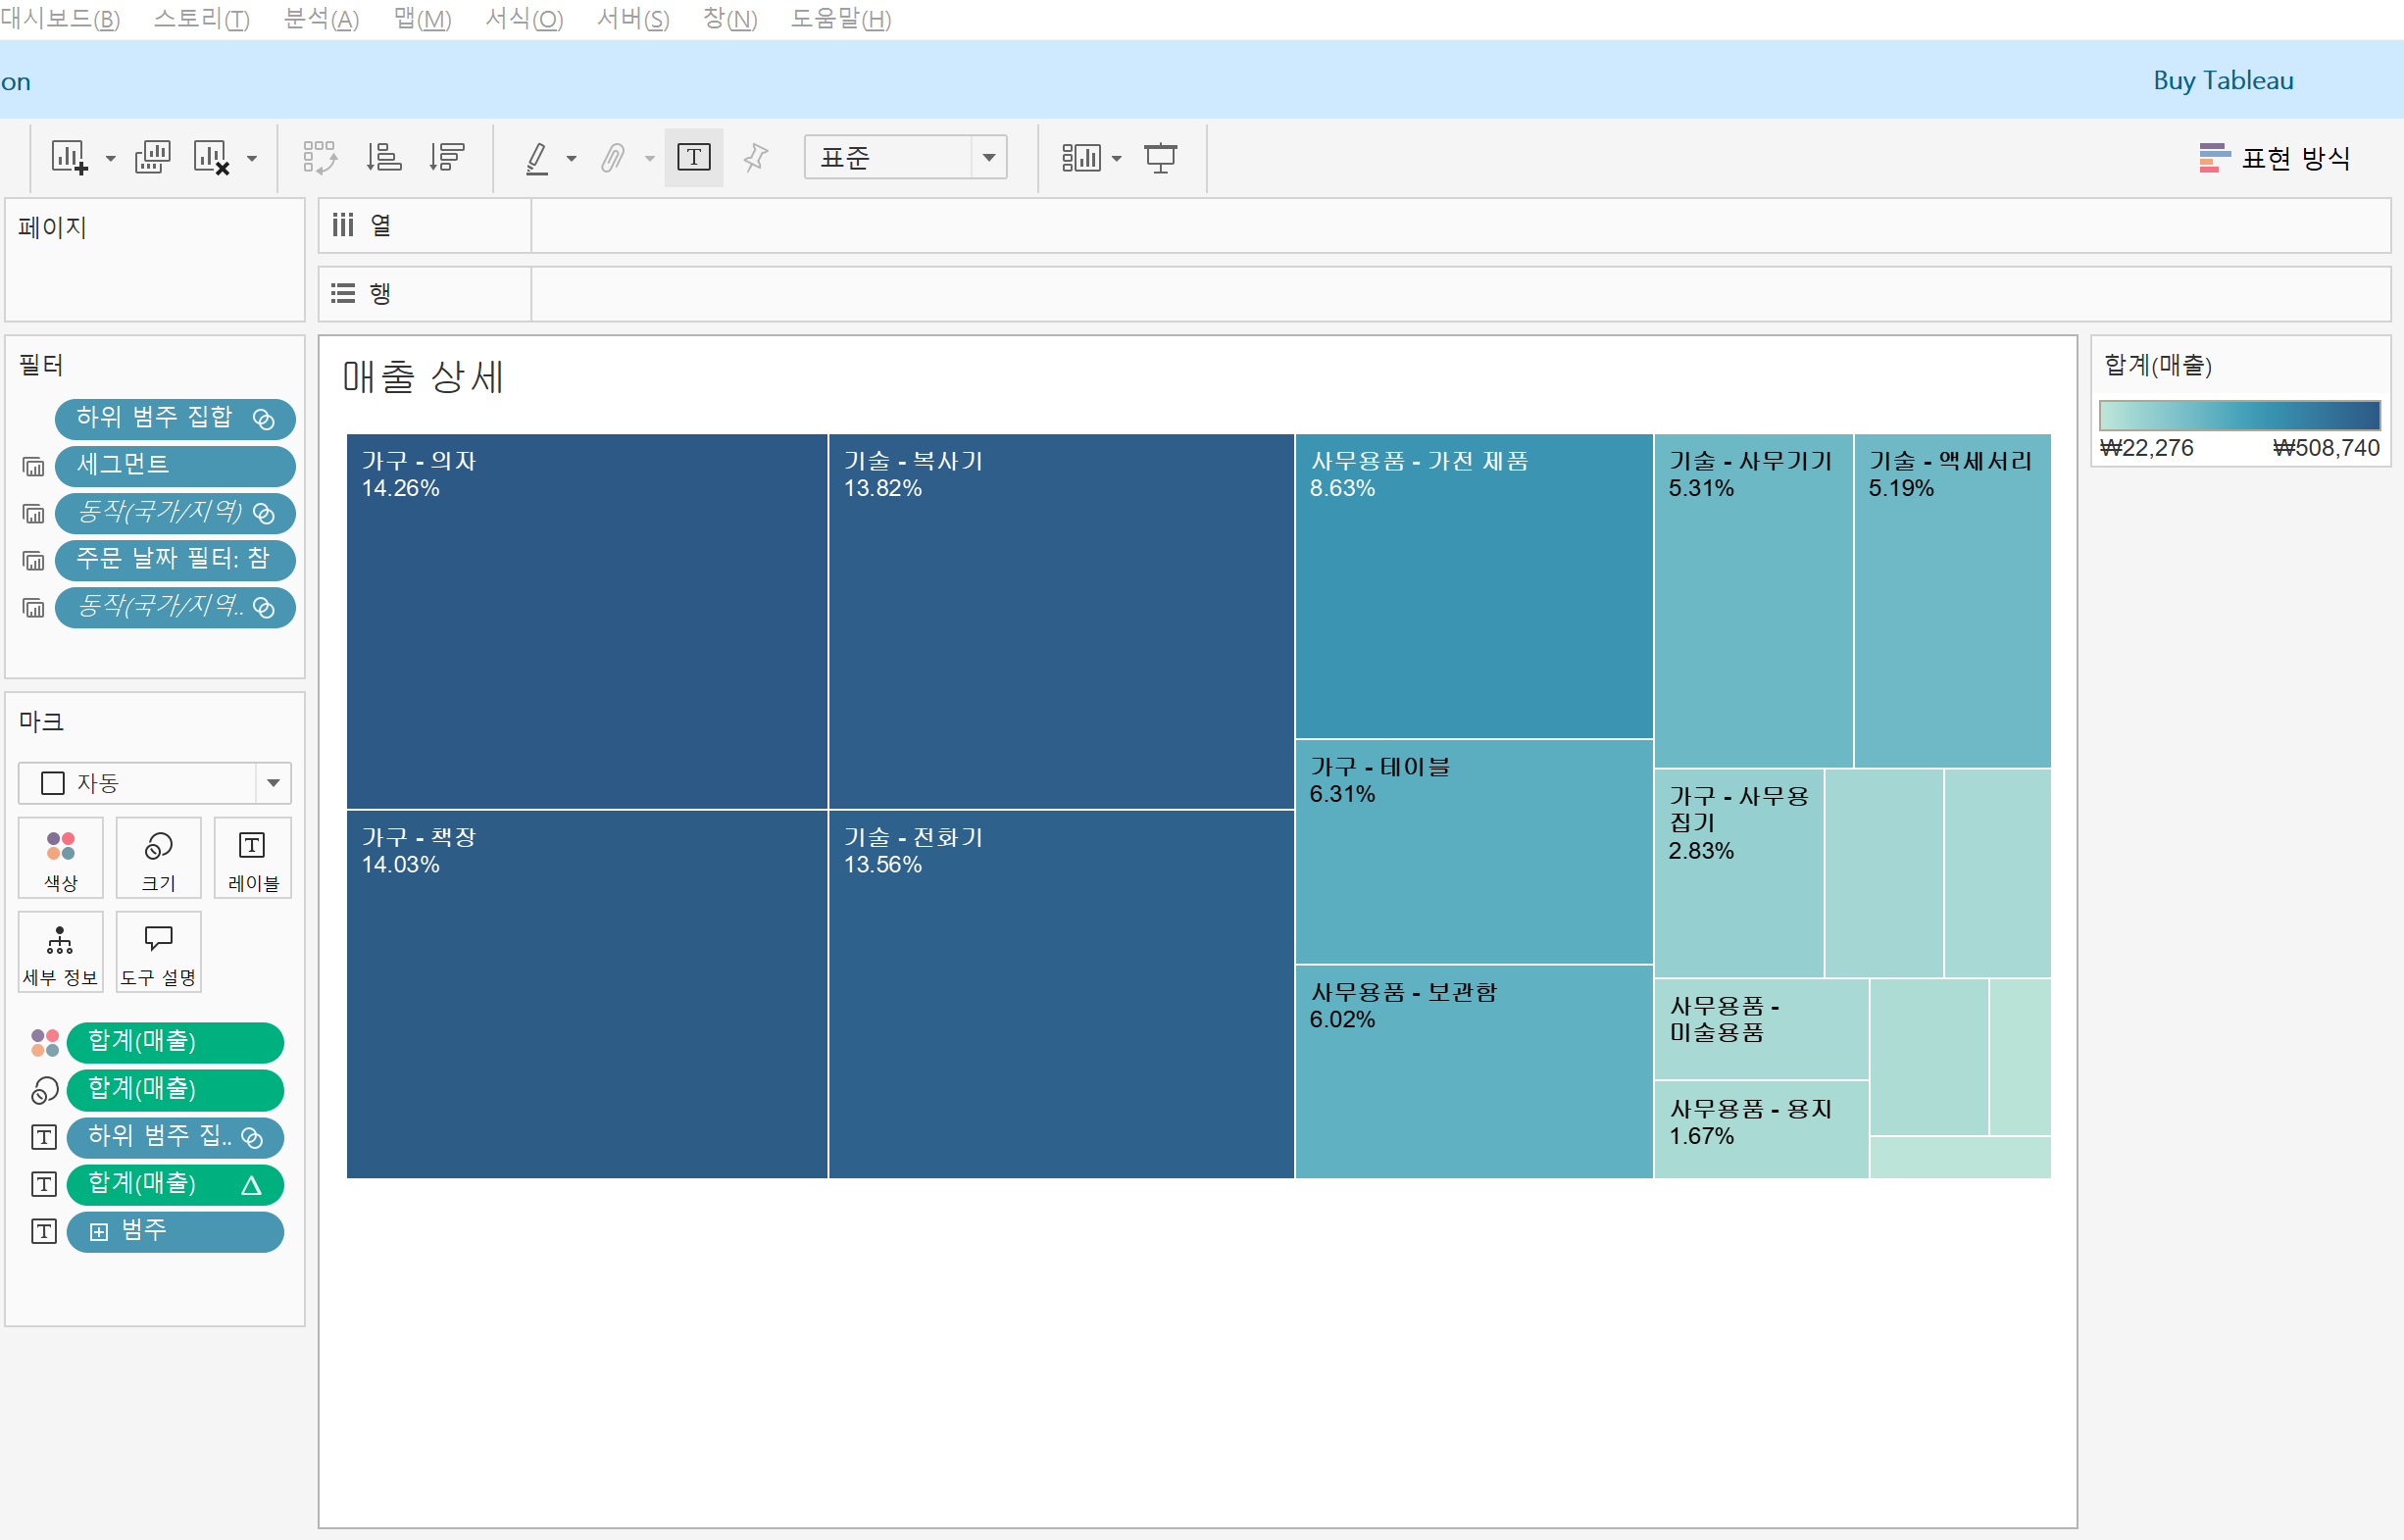 대시보드(B) 스토리(T) 분석(A) 맵(M) 서식(O) 서버(S) 창(N) 도움말(H)
on
Buy Tableau
표준
표현 방식
페이지
열
행
필터
하위 범주 집합
세그먼트
동작(국가/지역)
주문 날짜 필터: 참
동작(국가/지역..
마크
자동
색상
크기
레이블
세부 정보
도구 설명
합계(매출)
합계(매출)
하위 범주 집..
합계(매출)
범주
매출 상세
가구 - 의자
14.26%
기술 - 복사기
13.82%
사무용품 - 가전 제품
8.63%
기술 - 사무기기
5.31%
기술 - 액세서리
5.19%
가구 - 책장
14.03%
기술 - 전화기
13.56%
가구 - 테이블
6.31%
사무용품 - 보관함
6.02%
가구 - 사무용
집기
2.83%
사무용품 -
미술용품
사무용품 - 용지
1.67%
합계(매출)
₩22,276
₩508,740